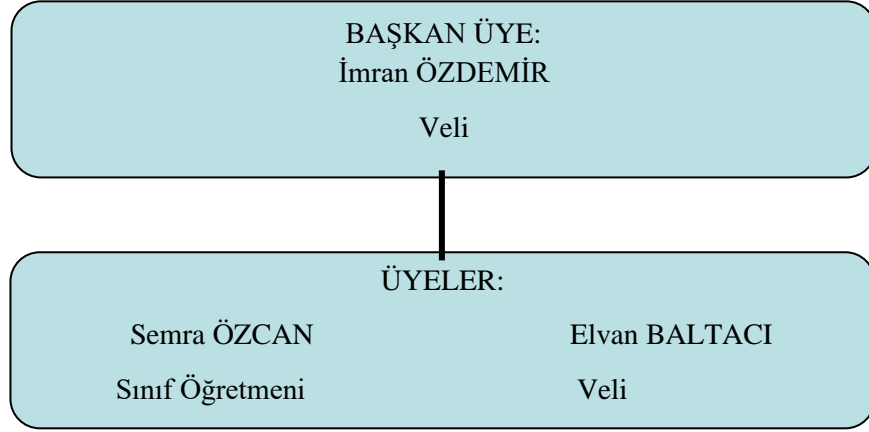 BAŞKAN ÜYE:
İmran ÖZDEMİR
Veli
ÜYELER:
Semra ÖZCAN Elvan BALTACI
Sınıf Öğretmeni Veli